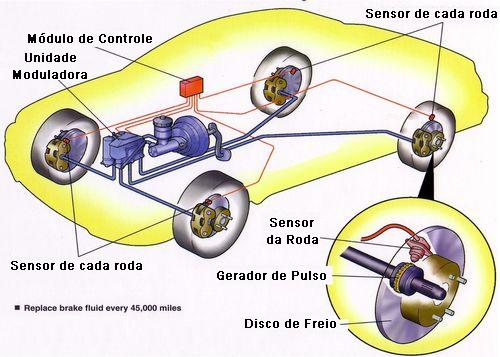 Sensor de cada roda
Módulo de Controle
Unidade
Moduladora
Sensor de cada roda
Sensor
da Roda
Gerador de Pulso
Disco de Freio
■ Replace brake fluid every 45,000 miles